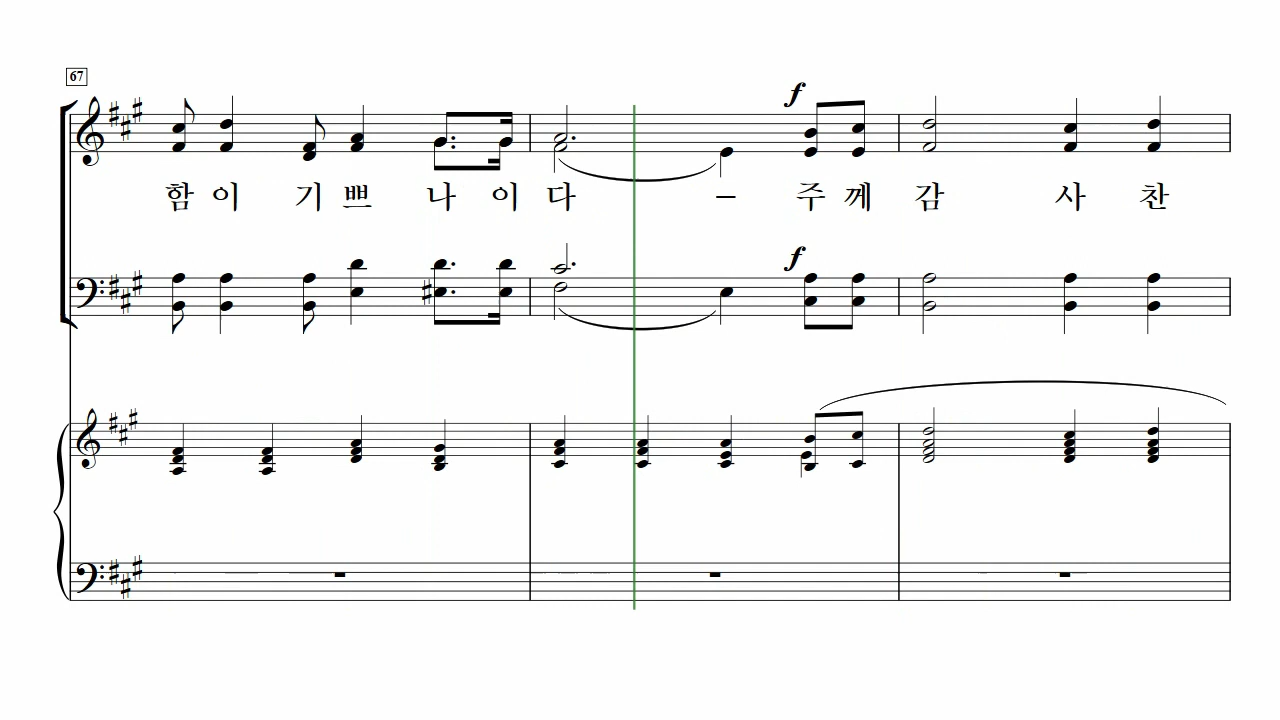 67
f
함 이 기 쁘 나 이 다 – 주 께 감 사 찬
f